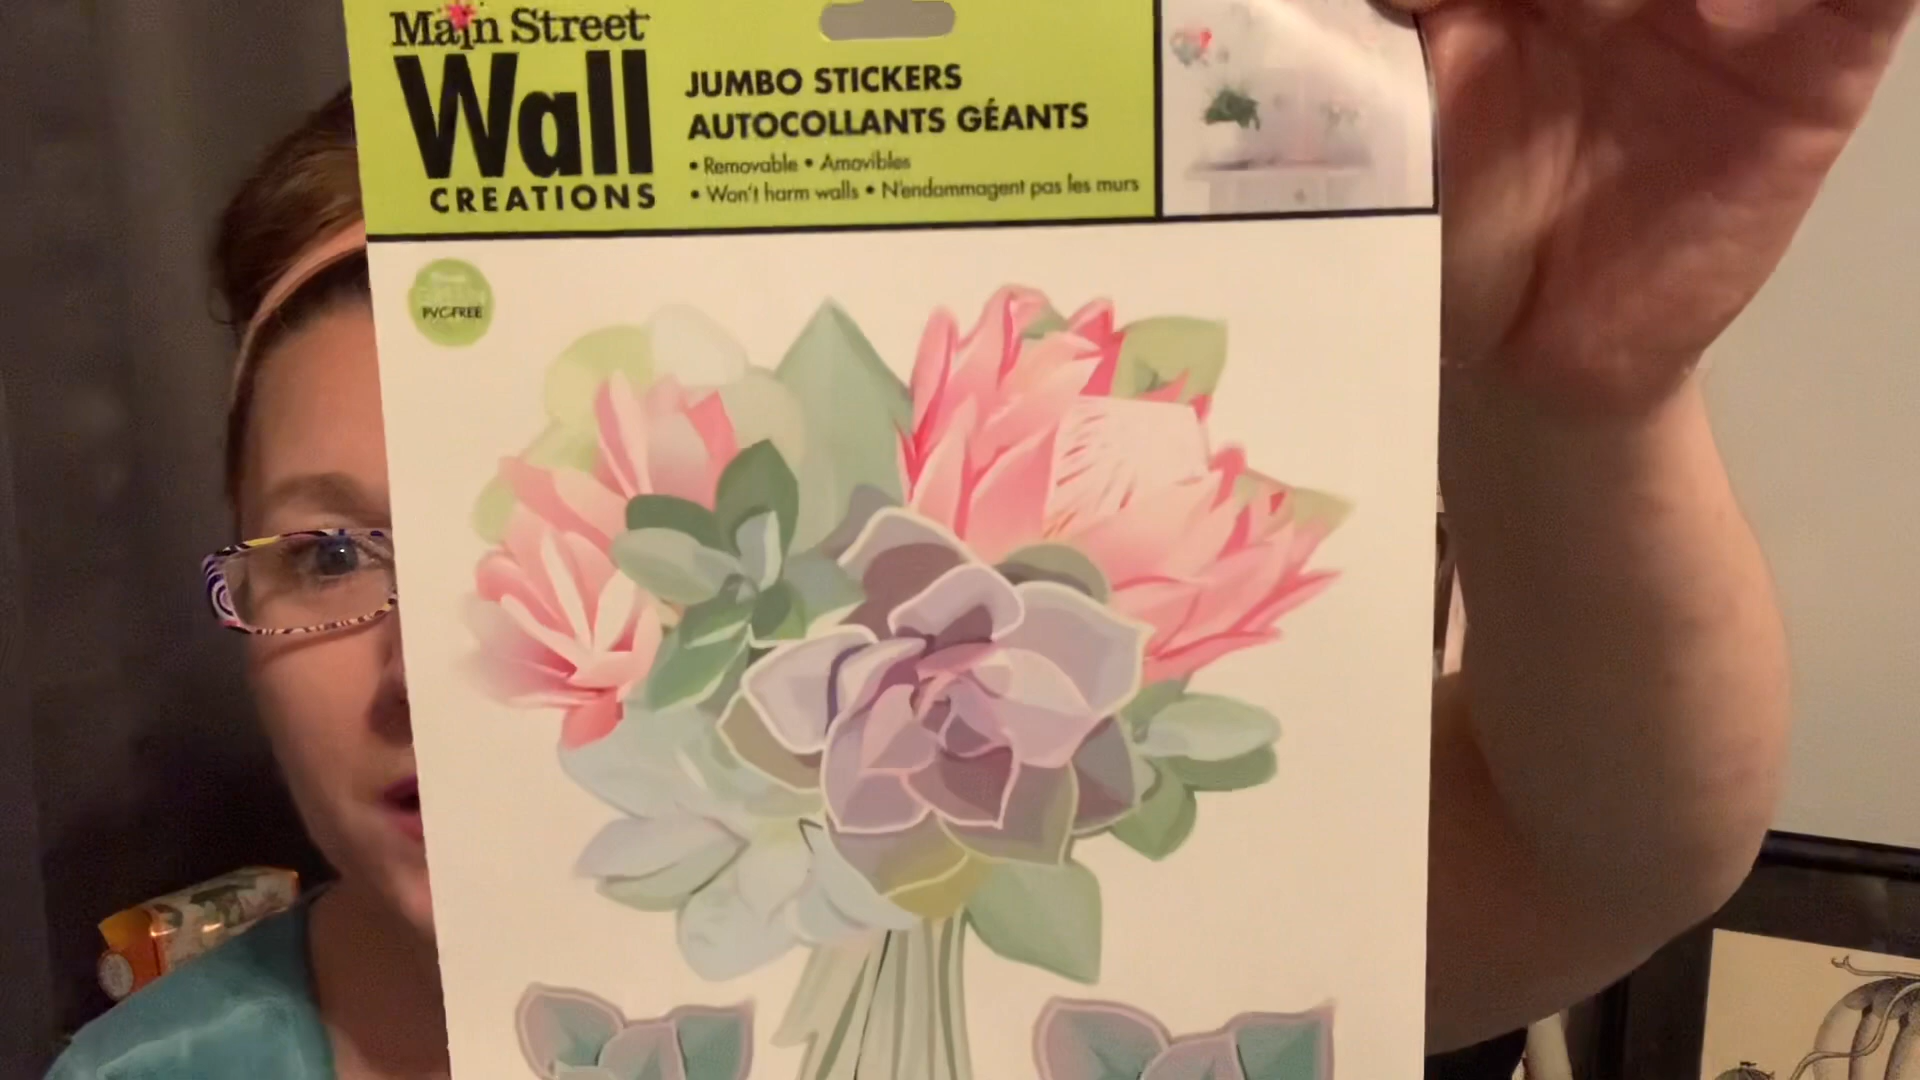 Main Street
Wall
CREATIONS
JUMBO STICKERS
AUTOCOLLANTS GÉANTS
• Removable • Amovibles
• Won't harm walls • N'endommagent pas les murs
PVC-FREE